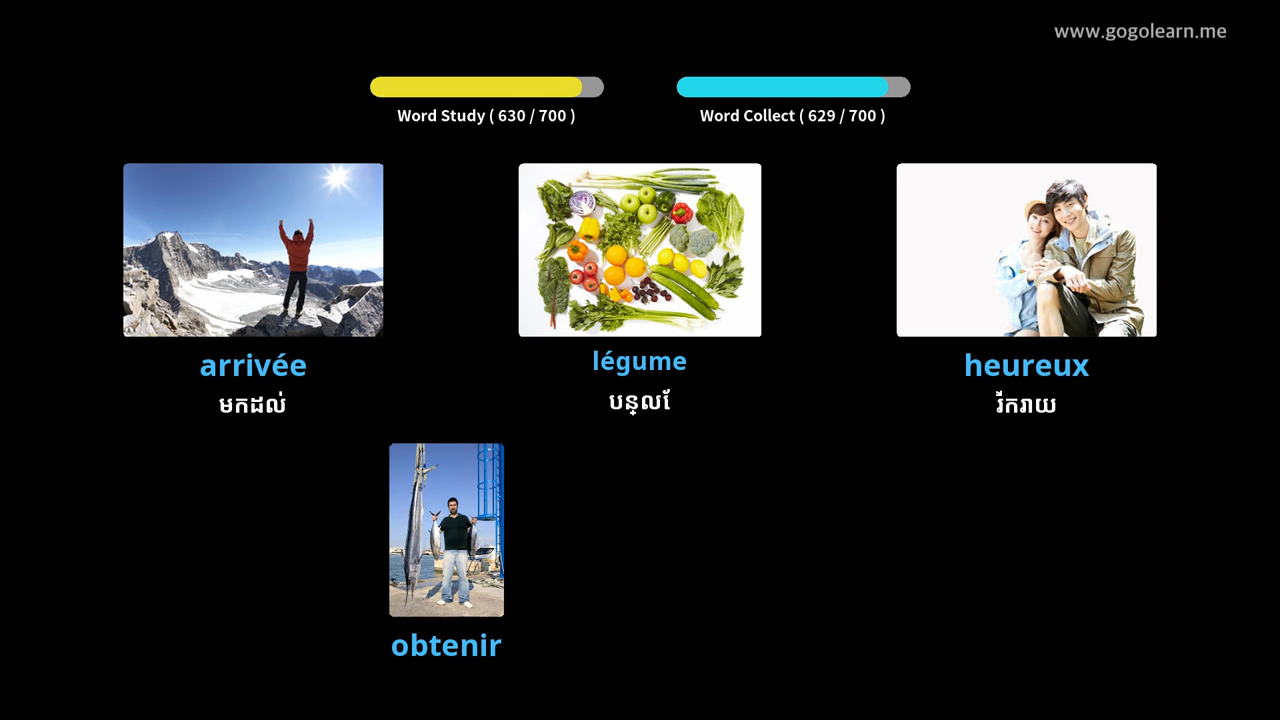 www.gogolearn.me
Word Study ( 630 / 700 )
Word Collect ( 629 / 700 )
arrivée
មកដល់
légume
បន្លែ
heureux
រីករាយ
obtenir